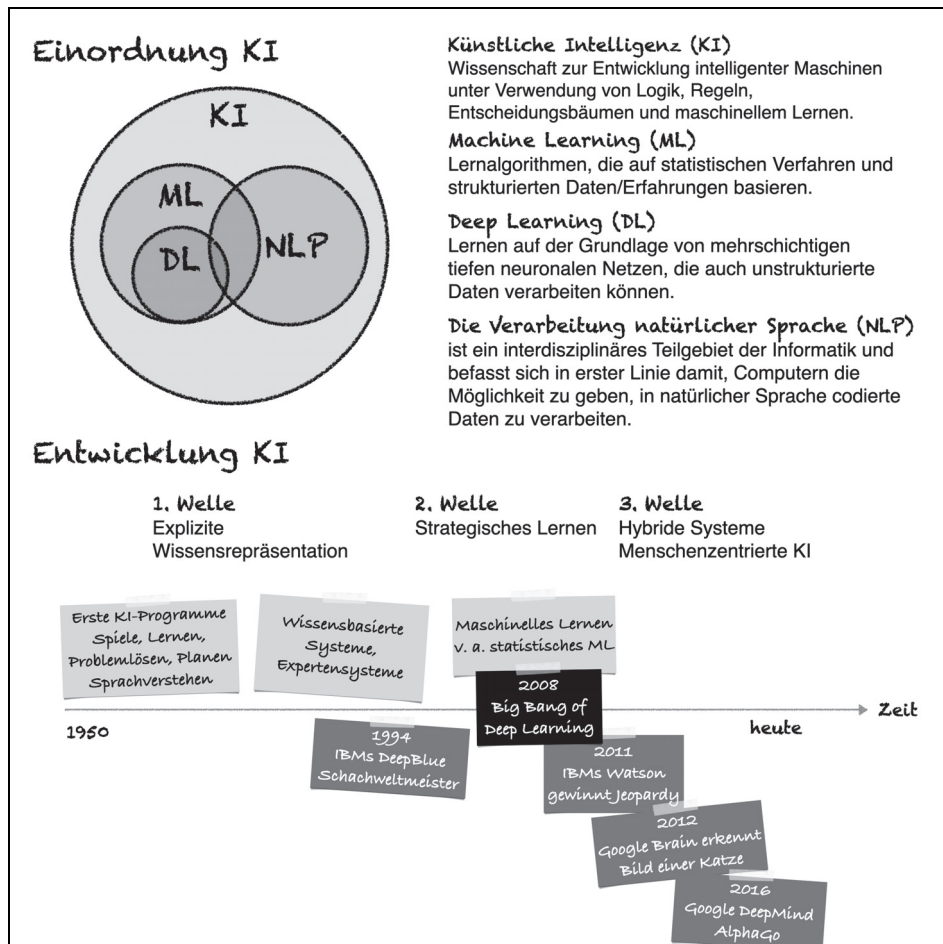 Einordnung KI
KI
ML
DL
NLP
Künstliche Intelligenz (KI)
Wissenschaft zur Entwicklung intelligenter Maschinen
unter Verwendung von Logik, Regeln,
Entscheidungsbäumen und maschinellem Lernen.
Machine Learning (ML)
Lernalgorithmen, die auf statistischen Verfahren und
strukturierten Daten/Erfahrungen basieren.
Deep Learning (DL)
Lernen auf der Grundlage von mehrschichtigen
tiefen neuronalen Netzen, die auch unstrukturierte
Daten verarbeiten können.
Die Verarbeitung natürlicher Sprache (NLP)
ist ein interdisziplinäres Teilgebiet der Informatik und
befasst sich in erster Linie damit, Computern die
Möglichkeit zu geben, in natürlicher Sprache codierte
Daten zu verarbeiten.
Entwicklung KI
1. Welle
Explizite
Wissensrepräsentation
2. Welle
Strategisches Lernen
3. Welle
Hybride Systeme
Menschenzentrierte KI
Erste KI-Programme
Spiele, Lernen,
Problemlösen, Planen
Sprachverstehen
Wissensbasierte
Systeme,
Expertensysteme
Maschinelles Lernen
v. a. statistisches ML
2008
Big Bang of
Deep Learning
1950
heute
Zeit
1994
IBMs DeepBlue
Schachweltmeister
2011
IBMs Watson
gewinnt Jeopardy
2012
Google Brain erkennt
Bild einer Katze
2016
Google DeepMind
AlphaGo